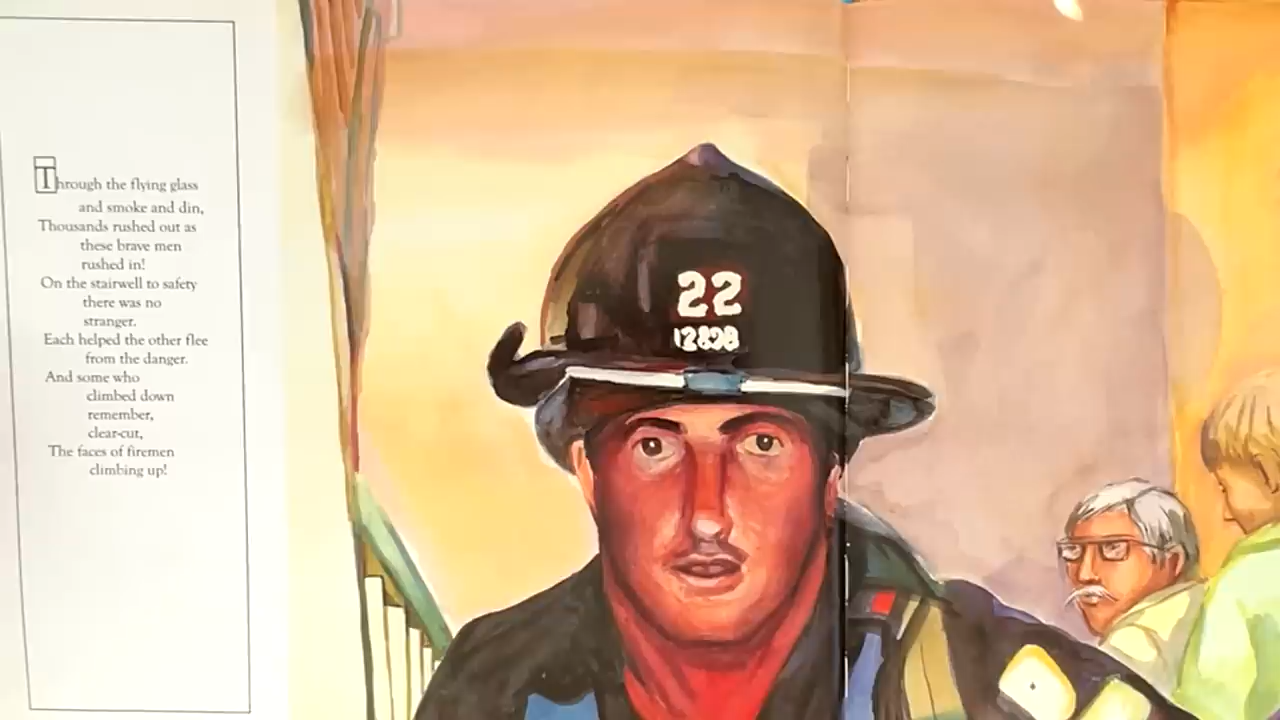 Through the flying glass
and smoke and din,
Thousands rushed out as
these brave men
rushed in!
On the stairwell to safety
there was no
stranger.
Each helped the other flee
from the danger.
And some who
climbed down
remember,
clear-cut,
The faces of firemen
climbing up!
22
12898